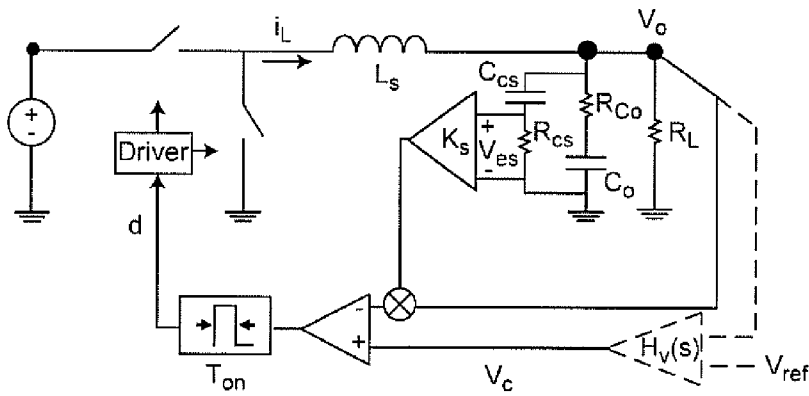 i_L
V_o
L_s
C_cs
R_Co
K_s
+
V_es
-
R_cs
R_L
C_o
+
-
Driver
d
-
+
T_on
V_c
H_v(s)
V_ref